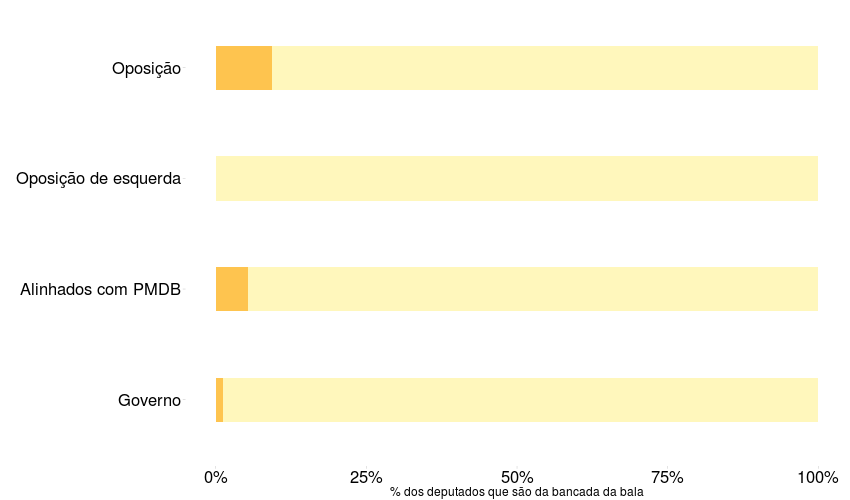 Oposição
Oposição de esquerda
Alinhados com PMDB
Governo
0% 25% 50% 75% 100%
% dos deputados que são da bancada da bala